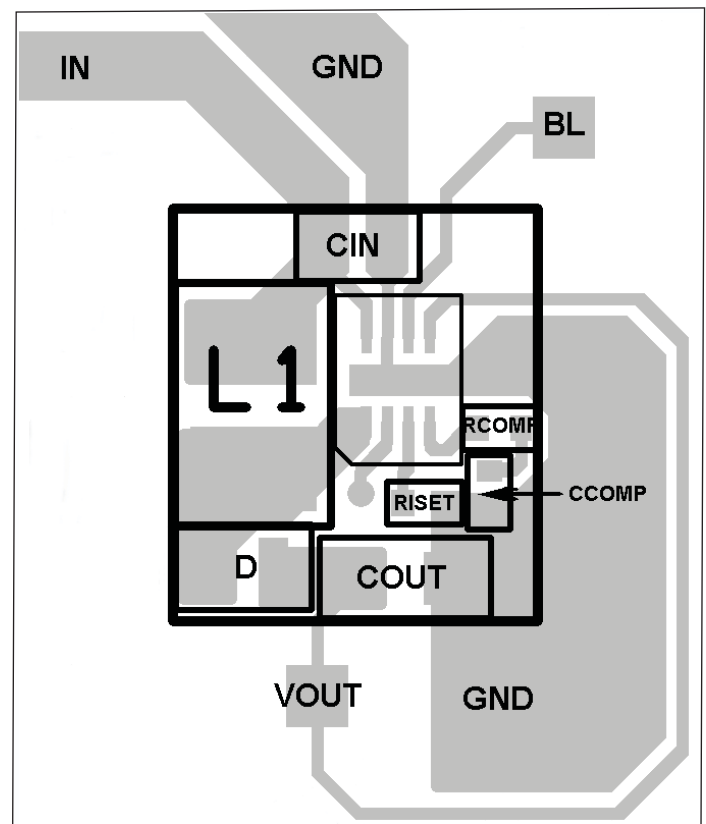 IN
GND
BL
CIN
L1
RCOMP
CCOMP
RISET
D
COUT
VOUT
GND